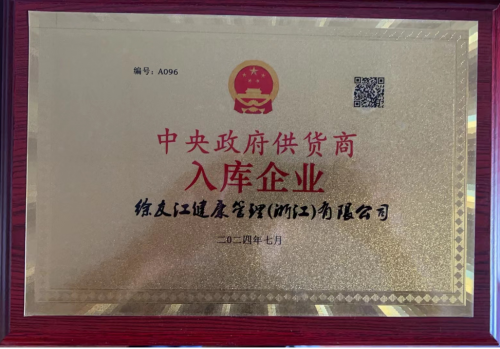 编号：A096
中央政府供货商
入库企业
徐友江健康管理(浙江)有限公司
二〇二四年七月